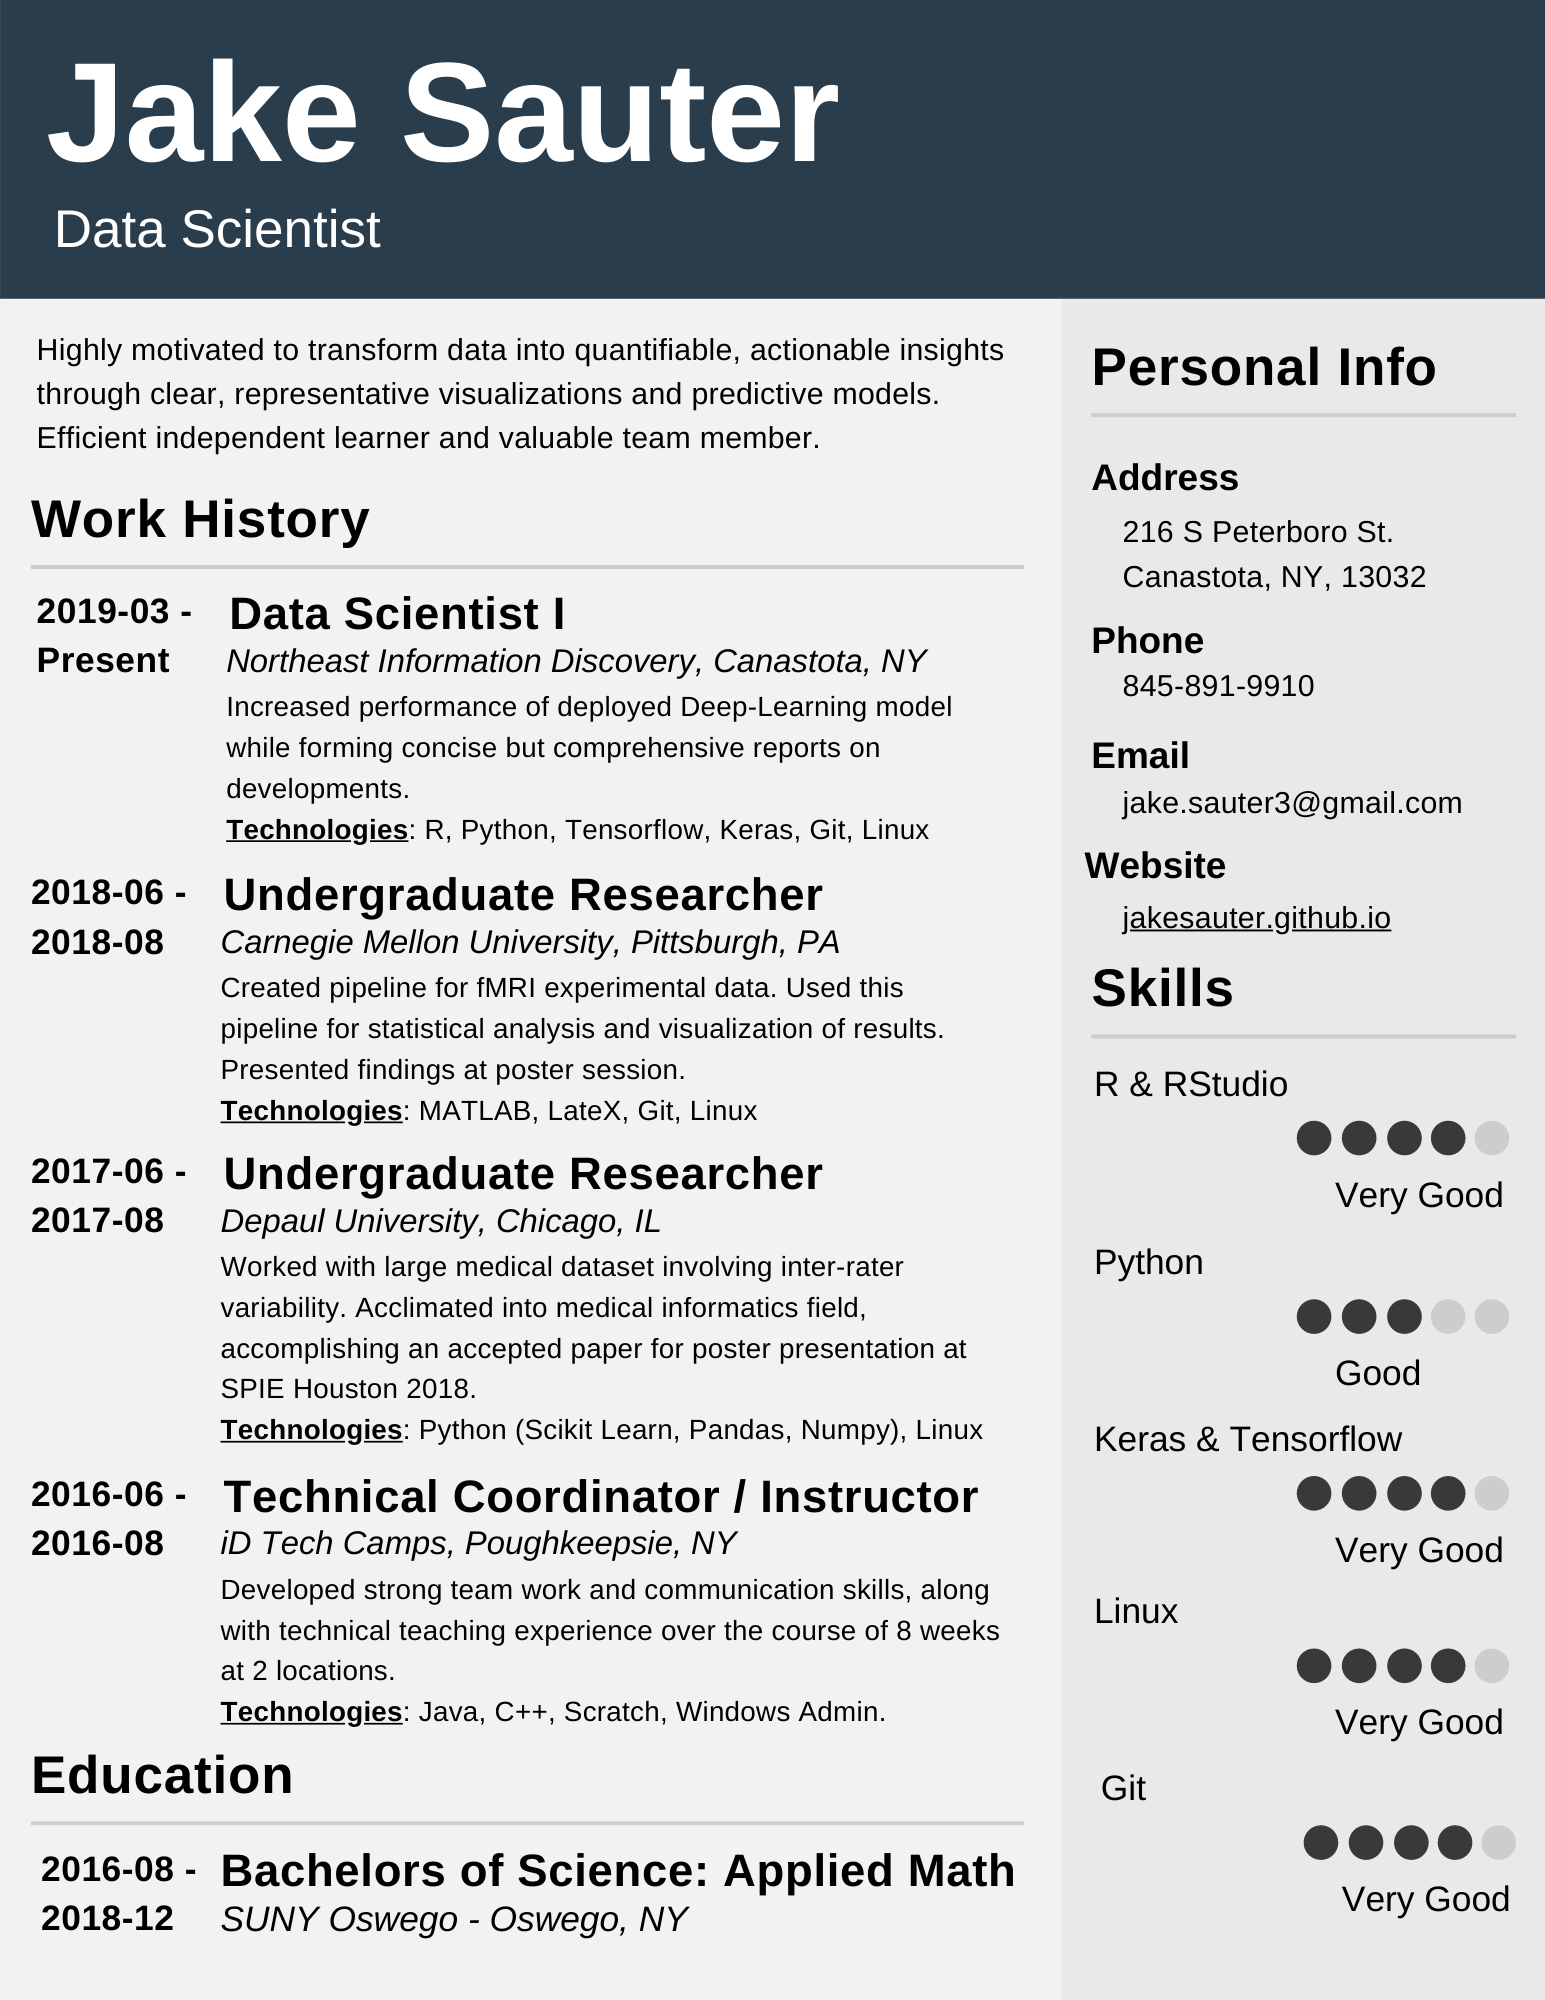 Jake Sauter
Data Scientist
Highly motivated to transform data into quantifiable, actionable insights
through clear, representative visualizations and predictive models.
Efficient independent learner and valuable team member.
Work History
2019-03 -
Present
Data Scientist I
Northeast Information Discovery, Canastota, NY
Increased performance of deployed Deep-Learning model
while forming concise but comprehensive reports on
developments.
Technologies: R, Python, Tensorflow, Keras, Git, Linux
2018-06 -
2018-08
Undergraduate Researcher
Carnegie Mellon University, Pittsburgh, PA
Created pipeline for fMRI experimental data. Used this
pipeline for statistical analysis and visualization of results.
Presented findings at poster session.
Technologies: MATLAB, LateX, Git, Linux
2017-06 -
2017-08
Undergraduate Researcher
Depaul University, Chicago, IL
Worked with large medical dataset involving inter-rater
variability. Acclimated into medical informatics field,
accomplishing an accepted paper for poster presentation at
SPIE Houston 2018.
Technologies: Python (Scikit Learn, Pandas, Numpy), Linux
2016-06 -
2016-08
Technical Coordinator / Instructor
iD Tech Camps, Poughkeepsie, NY
Developed strong team work and communication skills, along
with technical teaching experience over the course of 8 weeks
at 2 locations.
Technologies: Java, C++, Scratch, Windows Admin.
Education
2016-08 -
2018-12
Bachelors of Science: Applied Math
SUNY Oswego - Oswego, NY
Personal Info
Address
216 S Peterboro St.
Canastota, NY, 13032
Phone
845-891-9910
Email
jake.sauter3@gmail.com
Website
jakesauter.github.io
Skills
R & RStudio
Very Good
Python
Good
Keras & Tensorflow
Very Good
Linux
Very Good
Git
Very Good